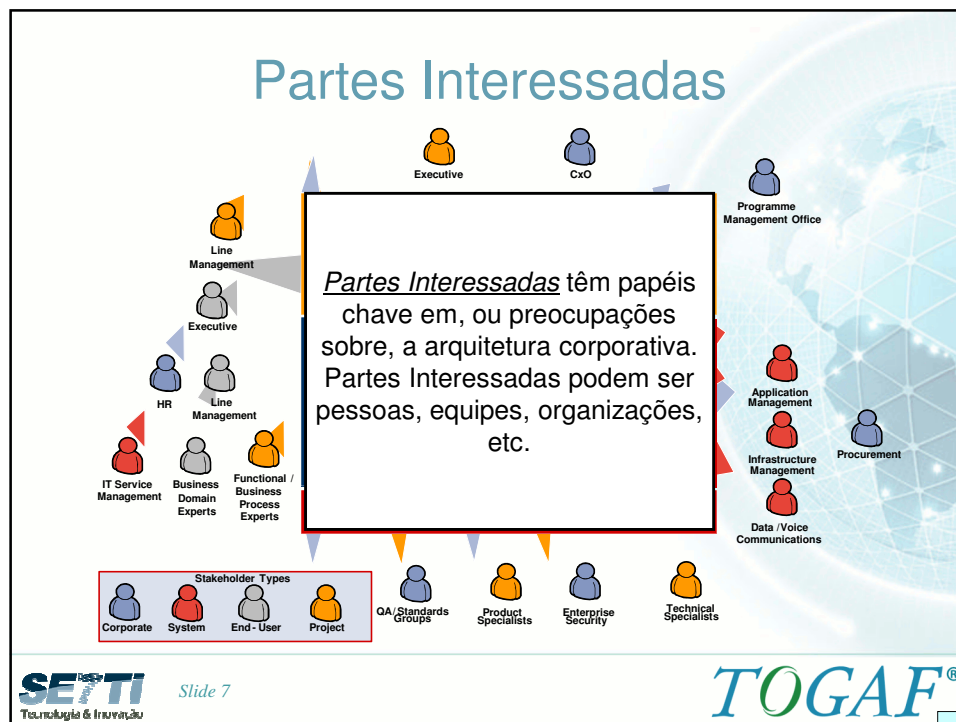 Partes Interessadas
Executive
CxO
Programme
Management Office
Line
Management
Executive
HR
Line
Management
IT Service
Management
Business
Domain
Experts
Functional /
Business
Process
Experts
Partes Interessadas têm papéis
chave em, ou preocupações
sobre, a arquitetura corporativa.
Partes Interessadas podem ser
pessoas, equipes, organizações,
etc.
Application
Management
Infrastructure
Management
Procurement
Data /Voice
Communications
Stakeholder Types
Corporate
System
End - User
Project
QA/ Standards
Groups
Product
Specialists
Enterprise
Security
Technical
Specialists
SETTI
Tecnologia & Inovação
Slide 7
TOGAF®